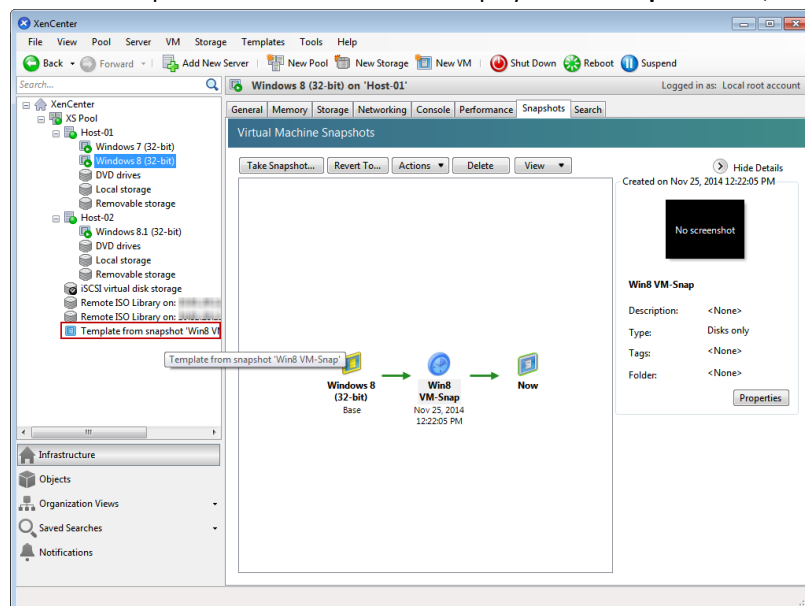 XenCenter
File View Pool Server VM Storage Templates Tools Help
Back Forward Add New Server New Pool New Storage New VM Shut Down Reboot Suspend
Search...
Windows 8 (32-bit) on 'Host-01' Logged in as: Local root account
XenCenter
XS Pool
Host-01
Windows 7 (32-bit)
Windows 8 (32-bit)
DVD drives
Local storage
Removable storage
Host-02
Windows 8.1 (32-bit)
DVD drives
Local storage
Removable storage
iSCSI virtual disk storage
Remote ISO Library on:
Remote ISO Library on:
Template from snapshot 'Win8 VM
Template from snapshot 'Win8 VM-Snap'
Infrastructure
Objects
Organization Views
Saved Searches
Notifications
General Memory Storage Networking Console Performance Snapshots Search
Virtual Machine Snapshots
Take Snapshot... Revert To... Actions Delete View Hide Details
Windows 8
(32-bit)
Base
Win8
VM-Snap
Nov 25, 2014
12:22:05 PM
Now
Created on Nov 25, 2014 12:22:05 PM
No screenshot
Win8 VM-Snap
Description: <None>
Type: Disks only
Tags: <None>
Folder: <None>
Properties